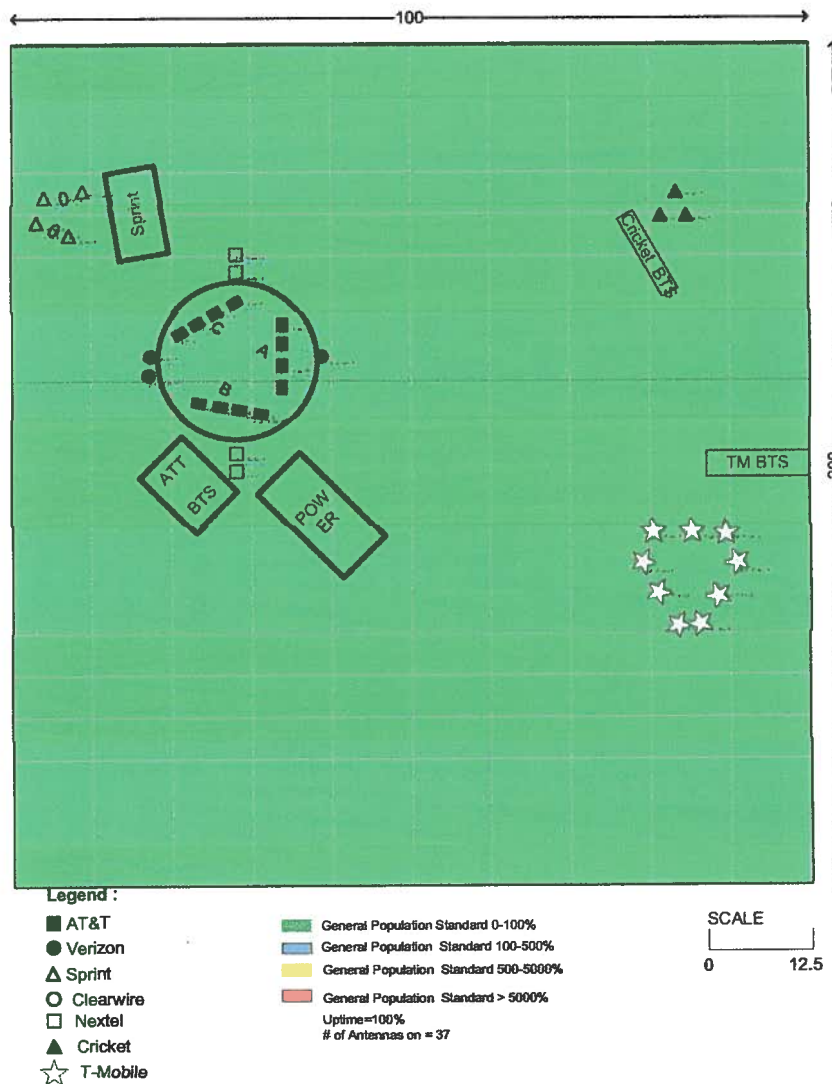 100
Sprint
Cricket BTS
C
A
B
ATT
BTS
POW
ER
TM BTS
Legend :
AT&T
Verizon
Sprint
Clearwire
Nextel
Cricket
T-Mobile
General Population Standard 0-100%
General Population Standard 100-500%
General Population Standard 500-5000%
General Population Standard > 5000%
Uptime=100%
# of Antennas on = 37
SCALE
0 12.5